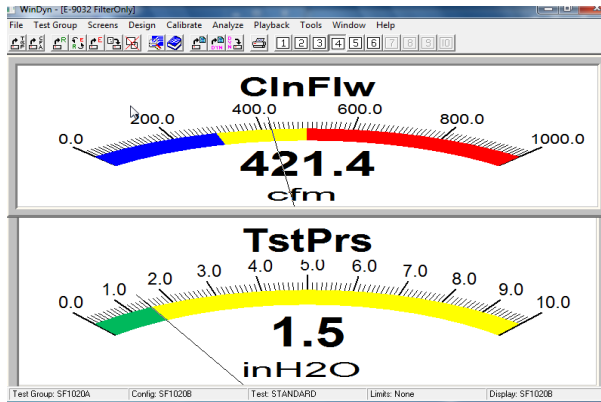 WinDyn - [E-9032 FilterOnly]
File Test Group Screens Design Calibrate Analyze Playback Tools Window Help
1 2 3 4 5 6 7 8 9 10
ClnFlw
0.0 200.0 400.0 600.0 800.0 1000.0
421.4
cfm
TstPrs
0.0 1.0 2.0 3.0 4.0 5.0 6.0 7.0 8.0 9.0 10.0
1.5
inH2O
Test Group: SF1020A Config: SF1020B Test: STANDARD Limits: None Display: SF1020B